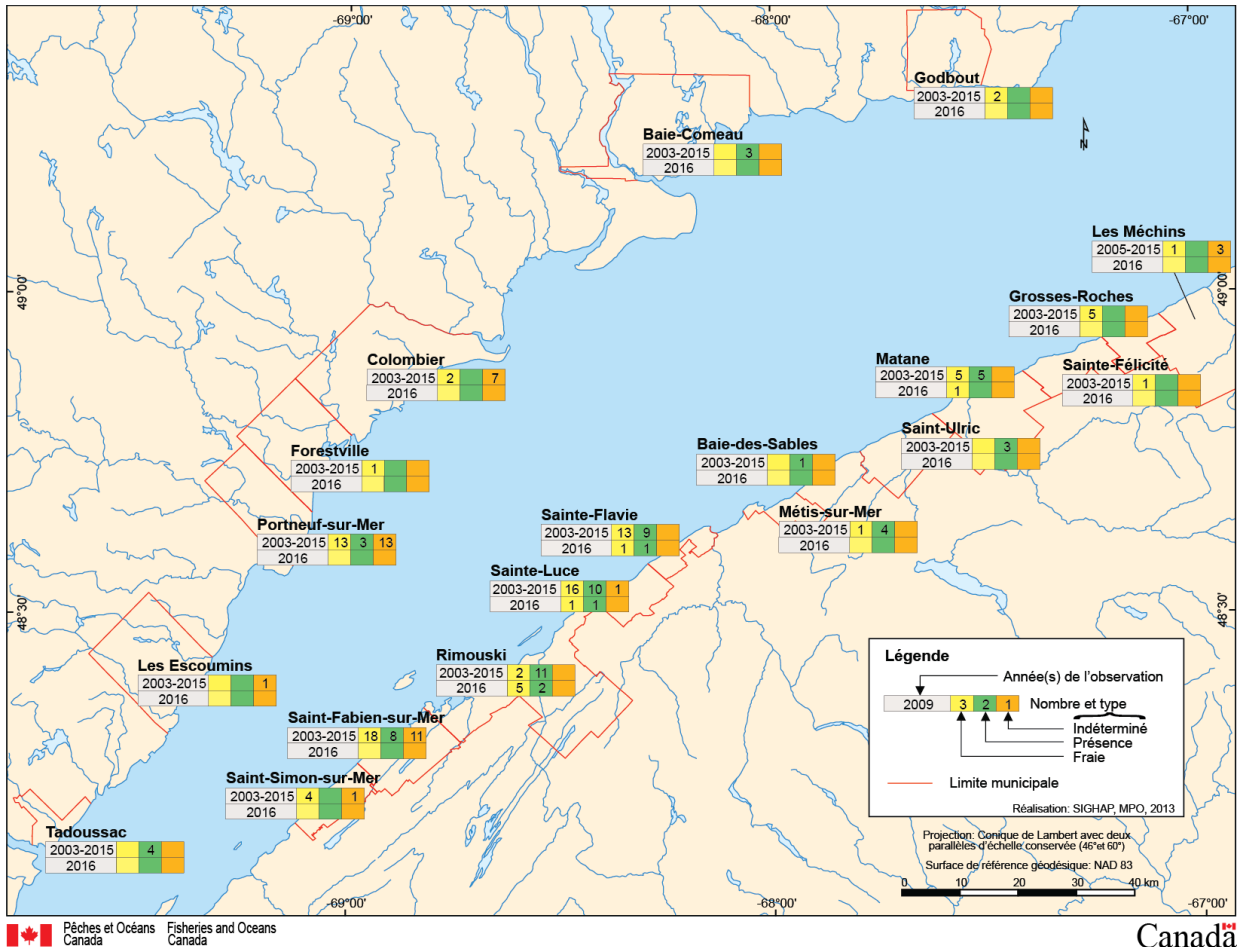 -69°00'
-68°00'
-67°00'
Godbout
2003-2015 2
2016
N
Baie-Comeau
2003-2015 3
2016
Les Méchins
2005-2015 1 3
2016
49°00'
49°00'
Grosses-Roches
2003-2015 5
2016
Colombier
2003-2015 2 7
2016
Matane
2003-2015 5 5
2016 1
Sainte-Félicité
2003-2015 1
2016
Saint-Ulric
2003-2015 3
2016
Baie-des-Sables
2003-2015 1
2016
Forestville
2003-2015 1
2016
Métis-sur-Mer
2003-2015 1 4
2016
Sainte-Flavie
2003-2015 13 9
2016 1 1
Portneuf-sur-Mer
2003-2015 13 3 13
2016
Sainte-Luce
2003-2015 16 10 1
2016 1 1
48°30'
48°30'
Rimouski
2003-2015 2 11
2016 5 2
Les Escoumins
2003-2015 1
2016
Saint-Fabien-sur-Mer
2003-2015 18 8 11
2016
Saint-Simon-sur-Mer
2003-2015 4 1
2016
Tadoussac
2003-2015 4
2016
Légende
Année(s) de l'observation
2009 3 2 1 Nombre et type
Indéterminé
Présence
Fraie
Limite municipale
Réalisation: SIGHAP, MPO, 2013
Projection: Conique de Lambert avec deux
parallèles d'échelle conservée (46°et 60°)
Surface de référence géodésique: NAD 83
0 10 20 30 40 km
-69°00'
-68°00'
-67°00'
Pêches et Océans Fisheries and Oceans
Canada Canada
Canada